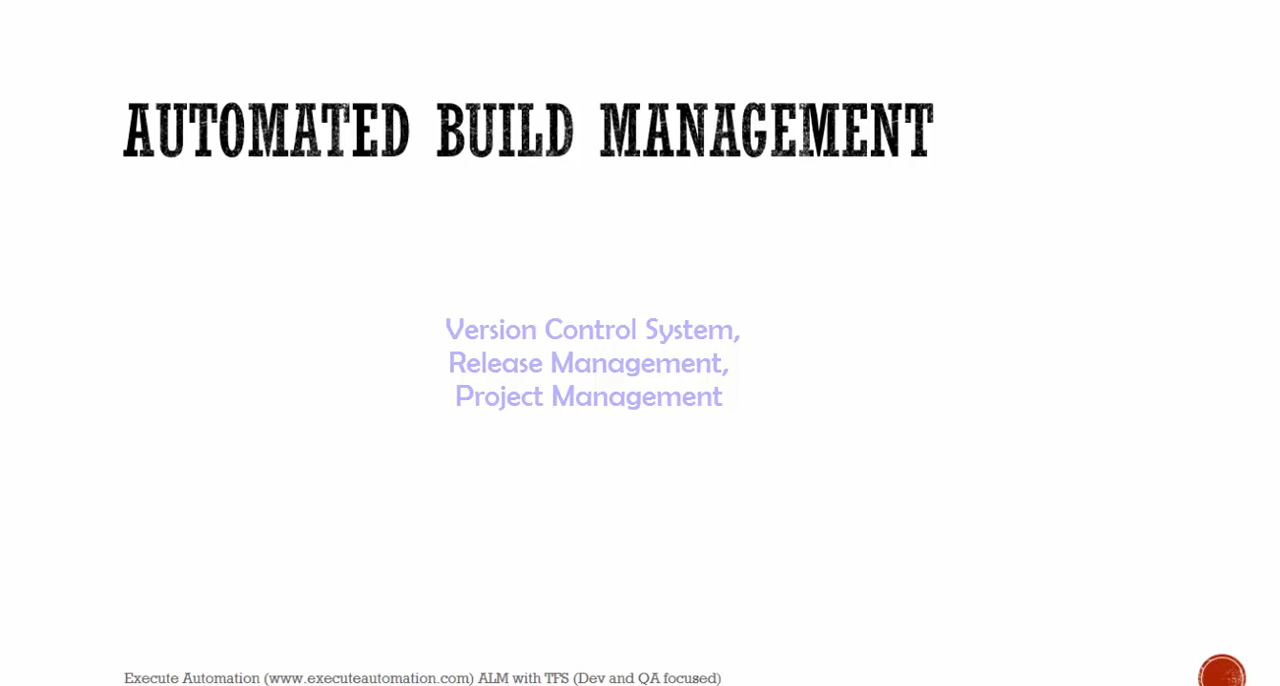 AUTOMATED BUILD MANAGEMENT
Version Control System,
Release Management,
Project Management
Execute Automation (www.executeautomation.com) ALM with TFS (Dev and QA focused)